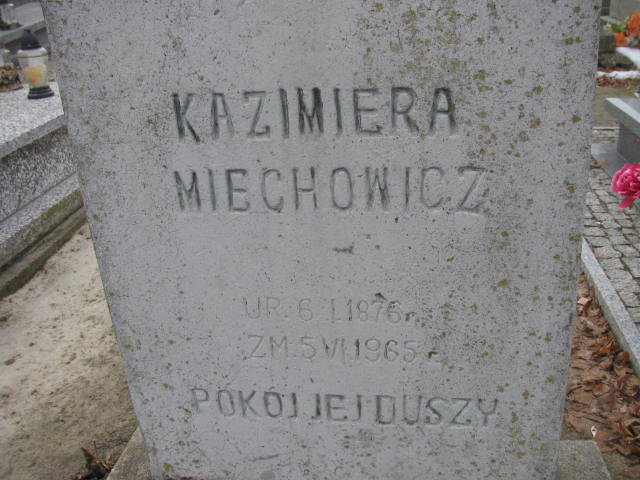 KAZIMIERA
MIECHOWICZ
UR. 6.I.1876 r.
ZM. 5.VI.1965 r.
POKÓJ JEJ DUSZY